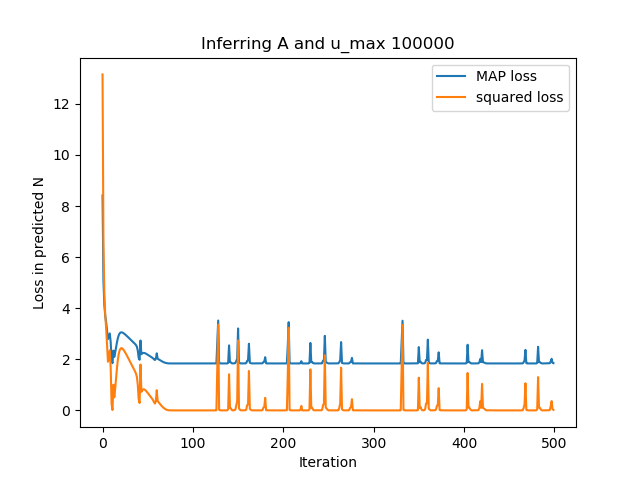 Inferring A and u_max 100000
MAP loss
squared loss
Loss in predicted N
12
10
8
6
4
2
0
0 100 200 300 400 500
Iteration